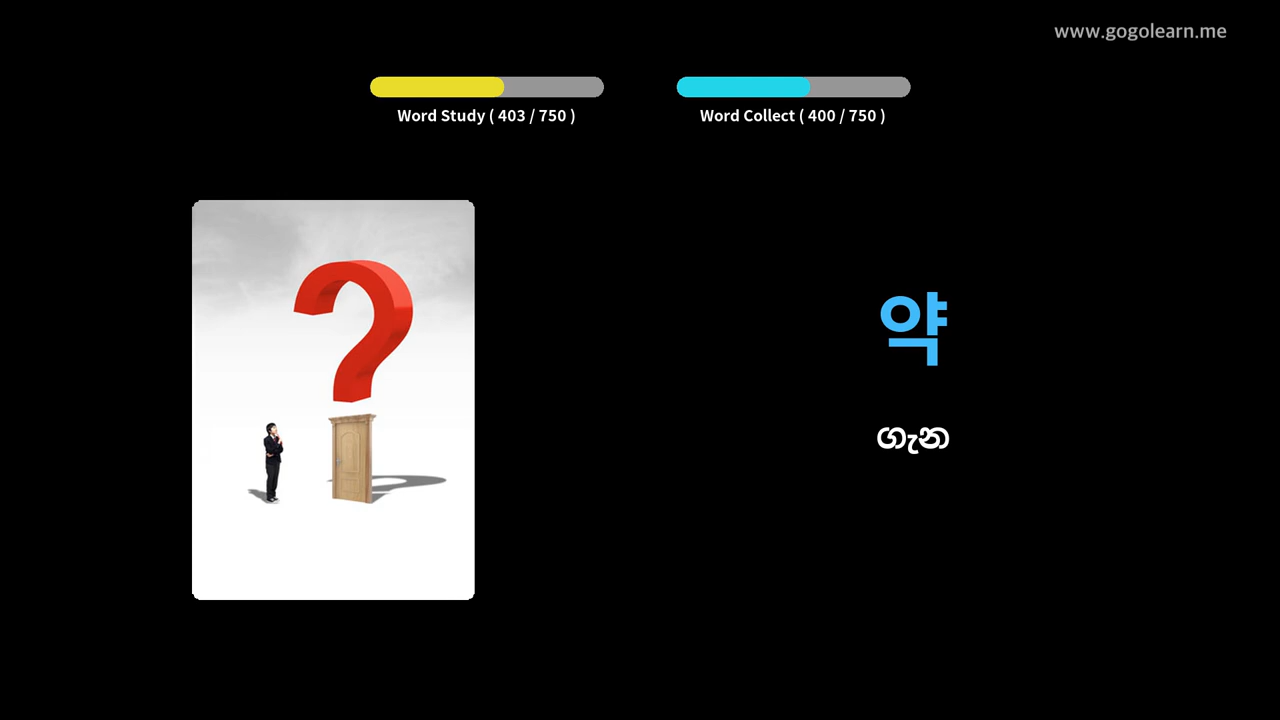 www.gogolearn.me
Word Study ( 403 / 750 )
Word Collect ( 400 / 750 )
?
약
ගැන